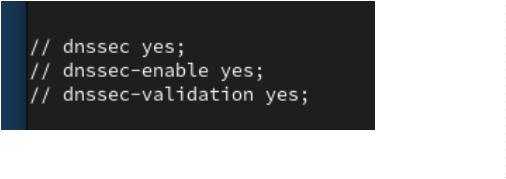 // dnssec yes;
// dnssec-enable yes;
// dnssec-validation yes;